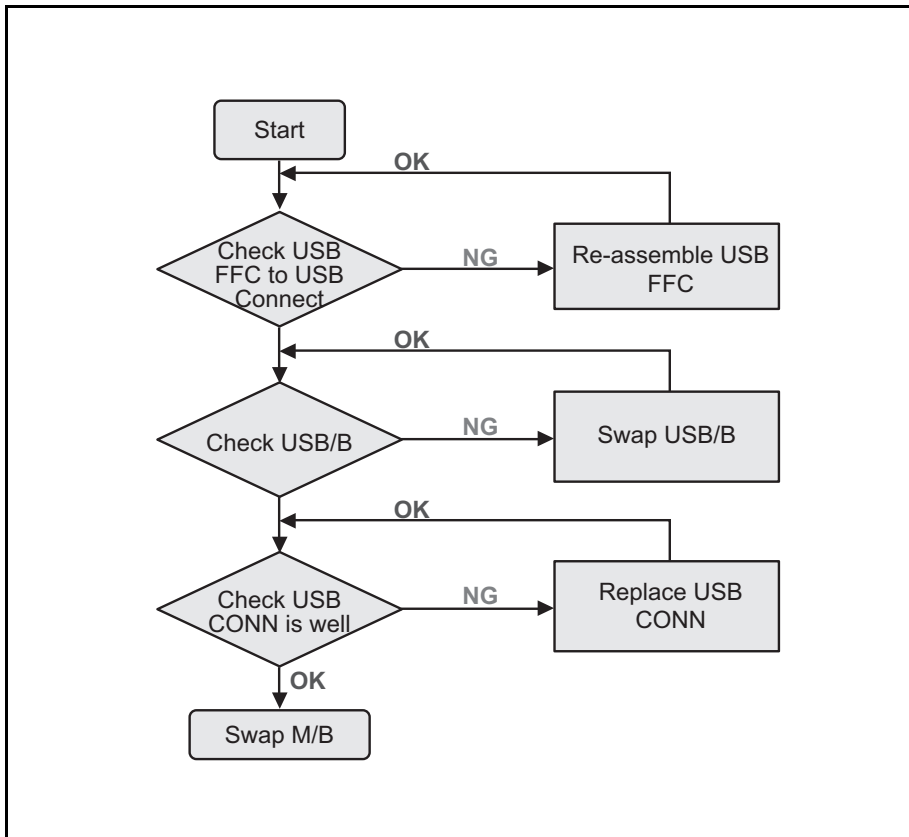 Start
OK
Check USB
FFC to USB
Connect
NG
Re-assemble USB
FFC
OK
Check USB/B
NG
Swap USB/B
OK
Check USB
CONN is well
NG
Replace USB
CONN
OK
Swap M/B